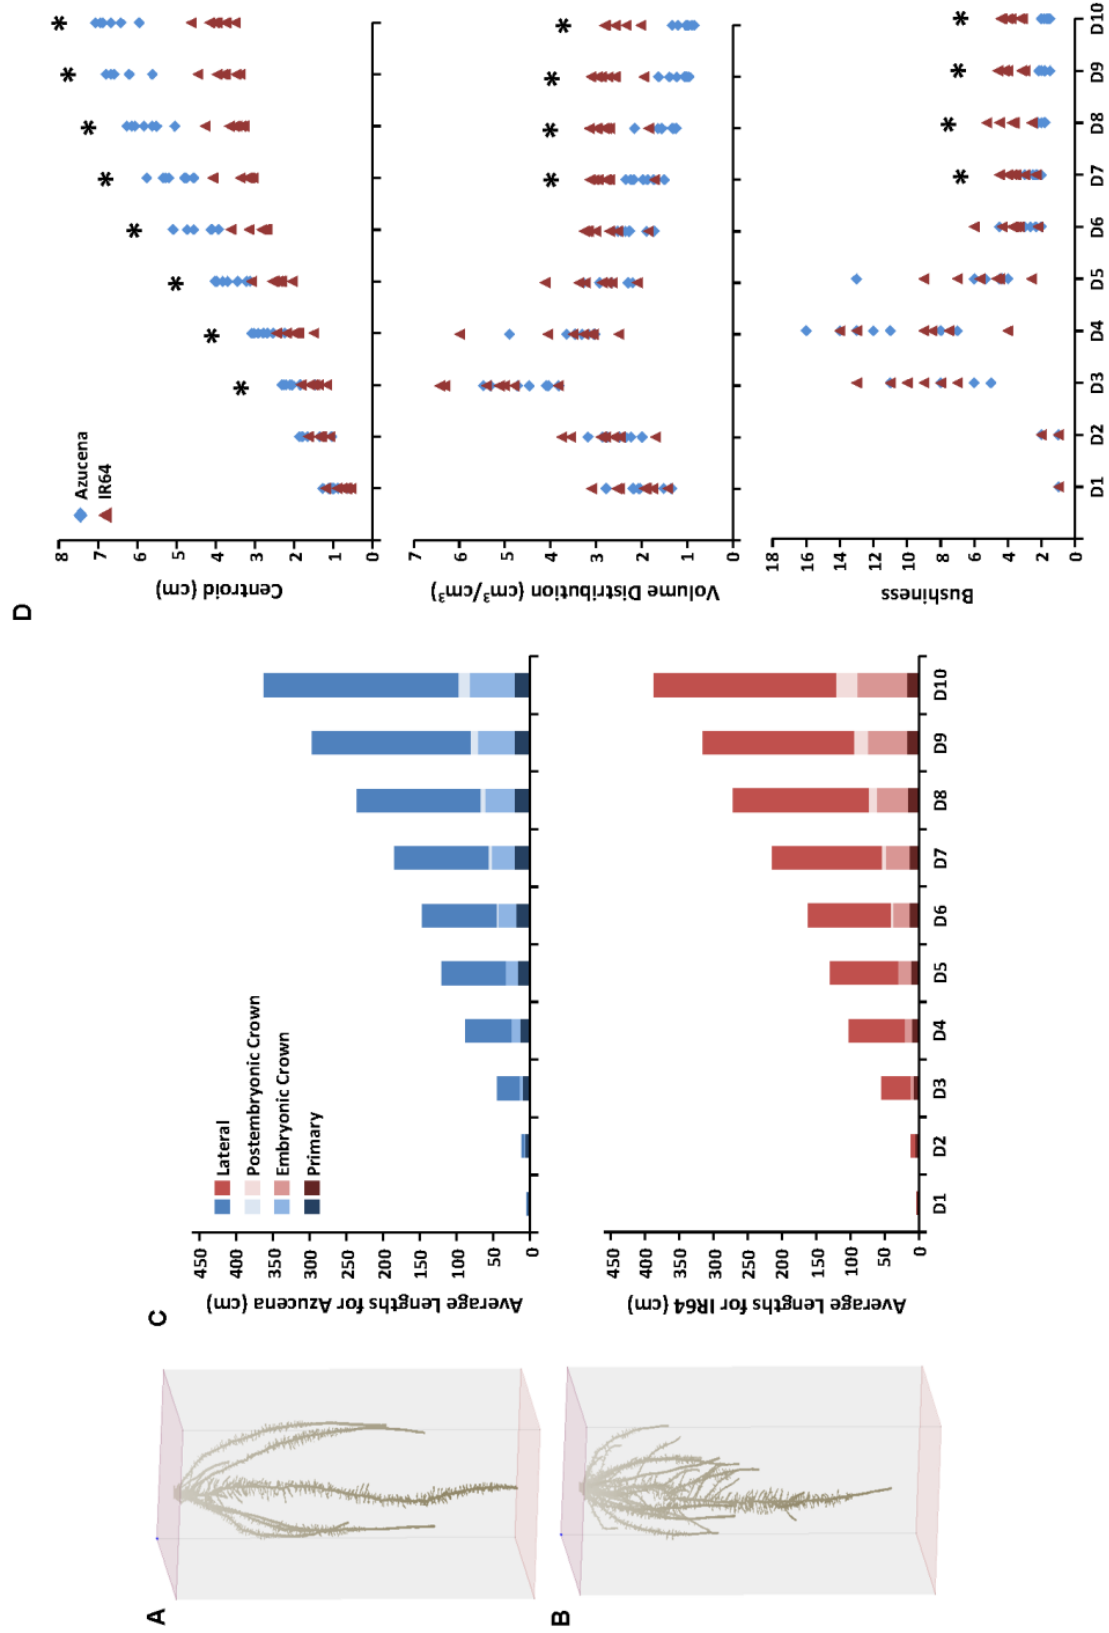 A
B
C
Lateral
Postembryonic Crown
Embryonic Crown
Primary
Average Lengths for Azucena (cm)
450
400
350
300
250
200
150
100
50
0
Average Lengths for IR64 (cm)
450
400
350
300
250
200
150
100
50
0
D1 D2 D3 D4 D5 D6 D7 D8 D9 D10
D
Azucena
IR64
Centroid (cm)
8
7
6
5
4
3
2
1
0
* * * * * * * *
Volume Distribution (cm³/cm³)
7
6
5
4
3
2
1
0
* * * *
Bushiness
18
16
14
12
10
8
6
4
2
0
* * * *
D1 D2 D3 D4 D5 D6 D7 D8 D9 D10